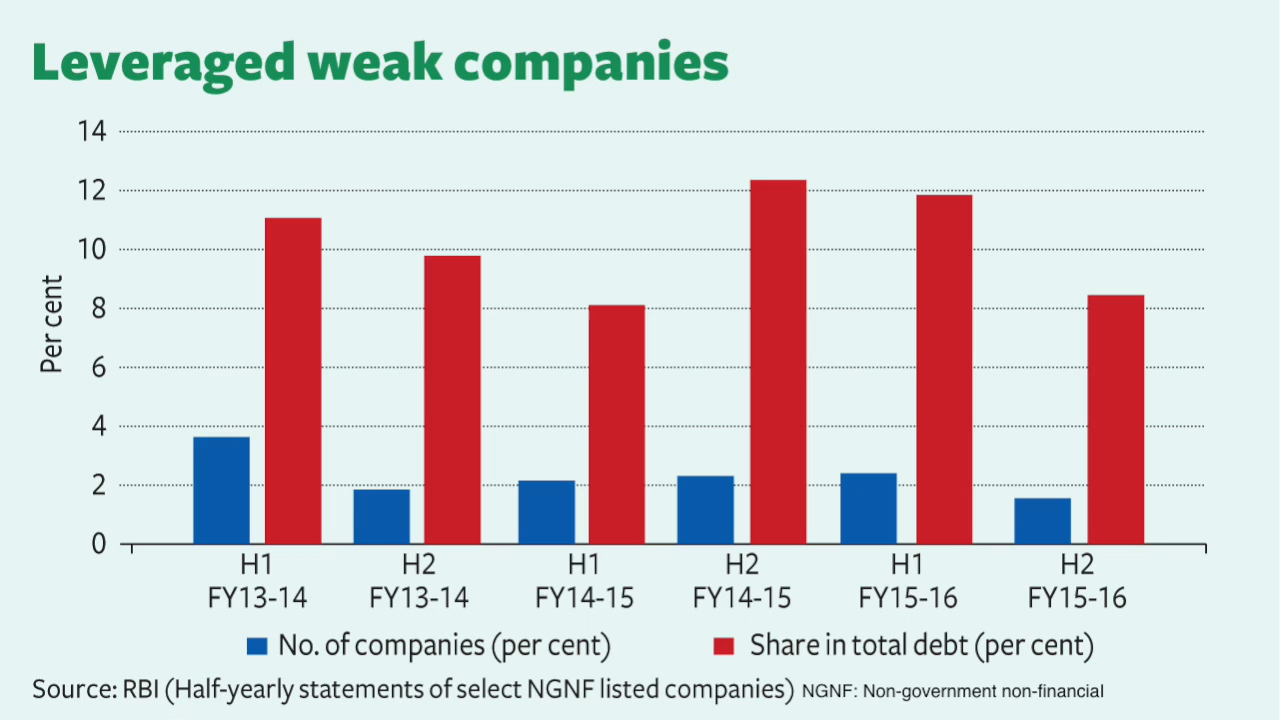 Leveraged weak companies
14
12
10
8
6
4
2
0
Per cent
H1 H2 H1 H2 H1 H2
FY13-14 FY13-14 FY14-15 FY14-15 FY15-16 FY15-16
No. of companies (per cent) Share in total debt (per cent)
Source: RBI (Half-yearly statements of select NGNF listed companies) NGNF: Non-government non-financial